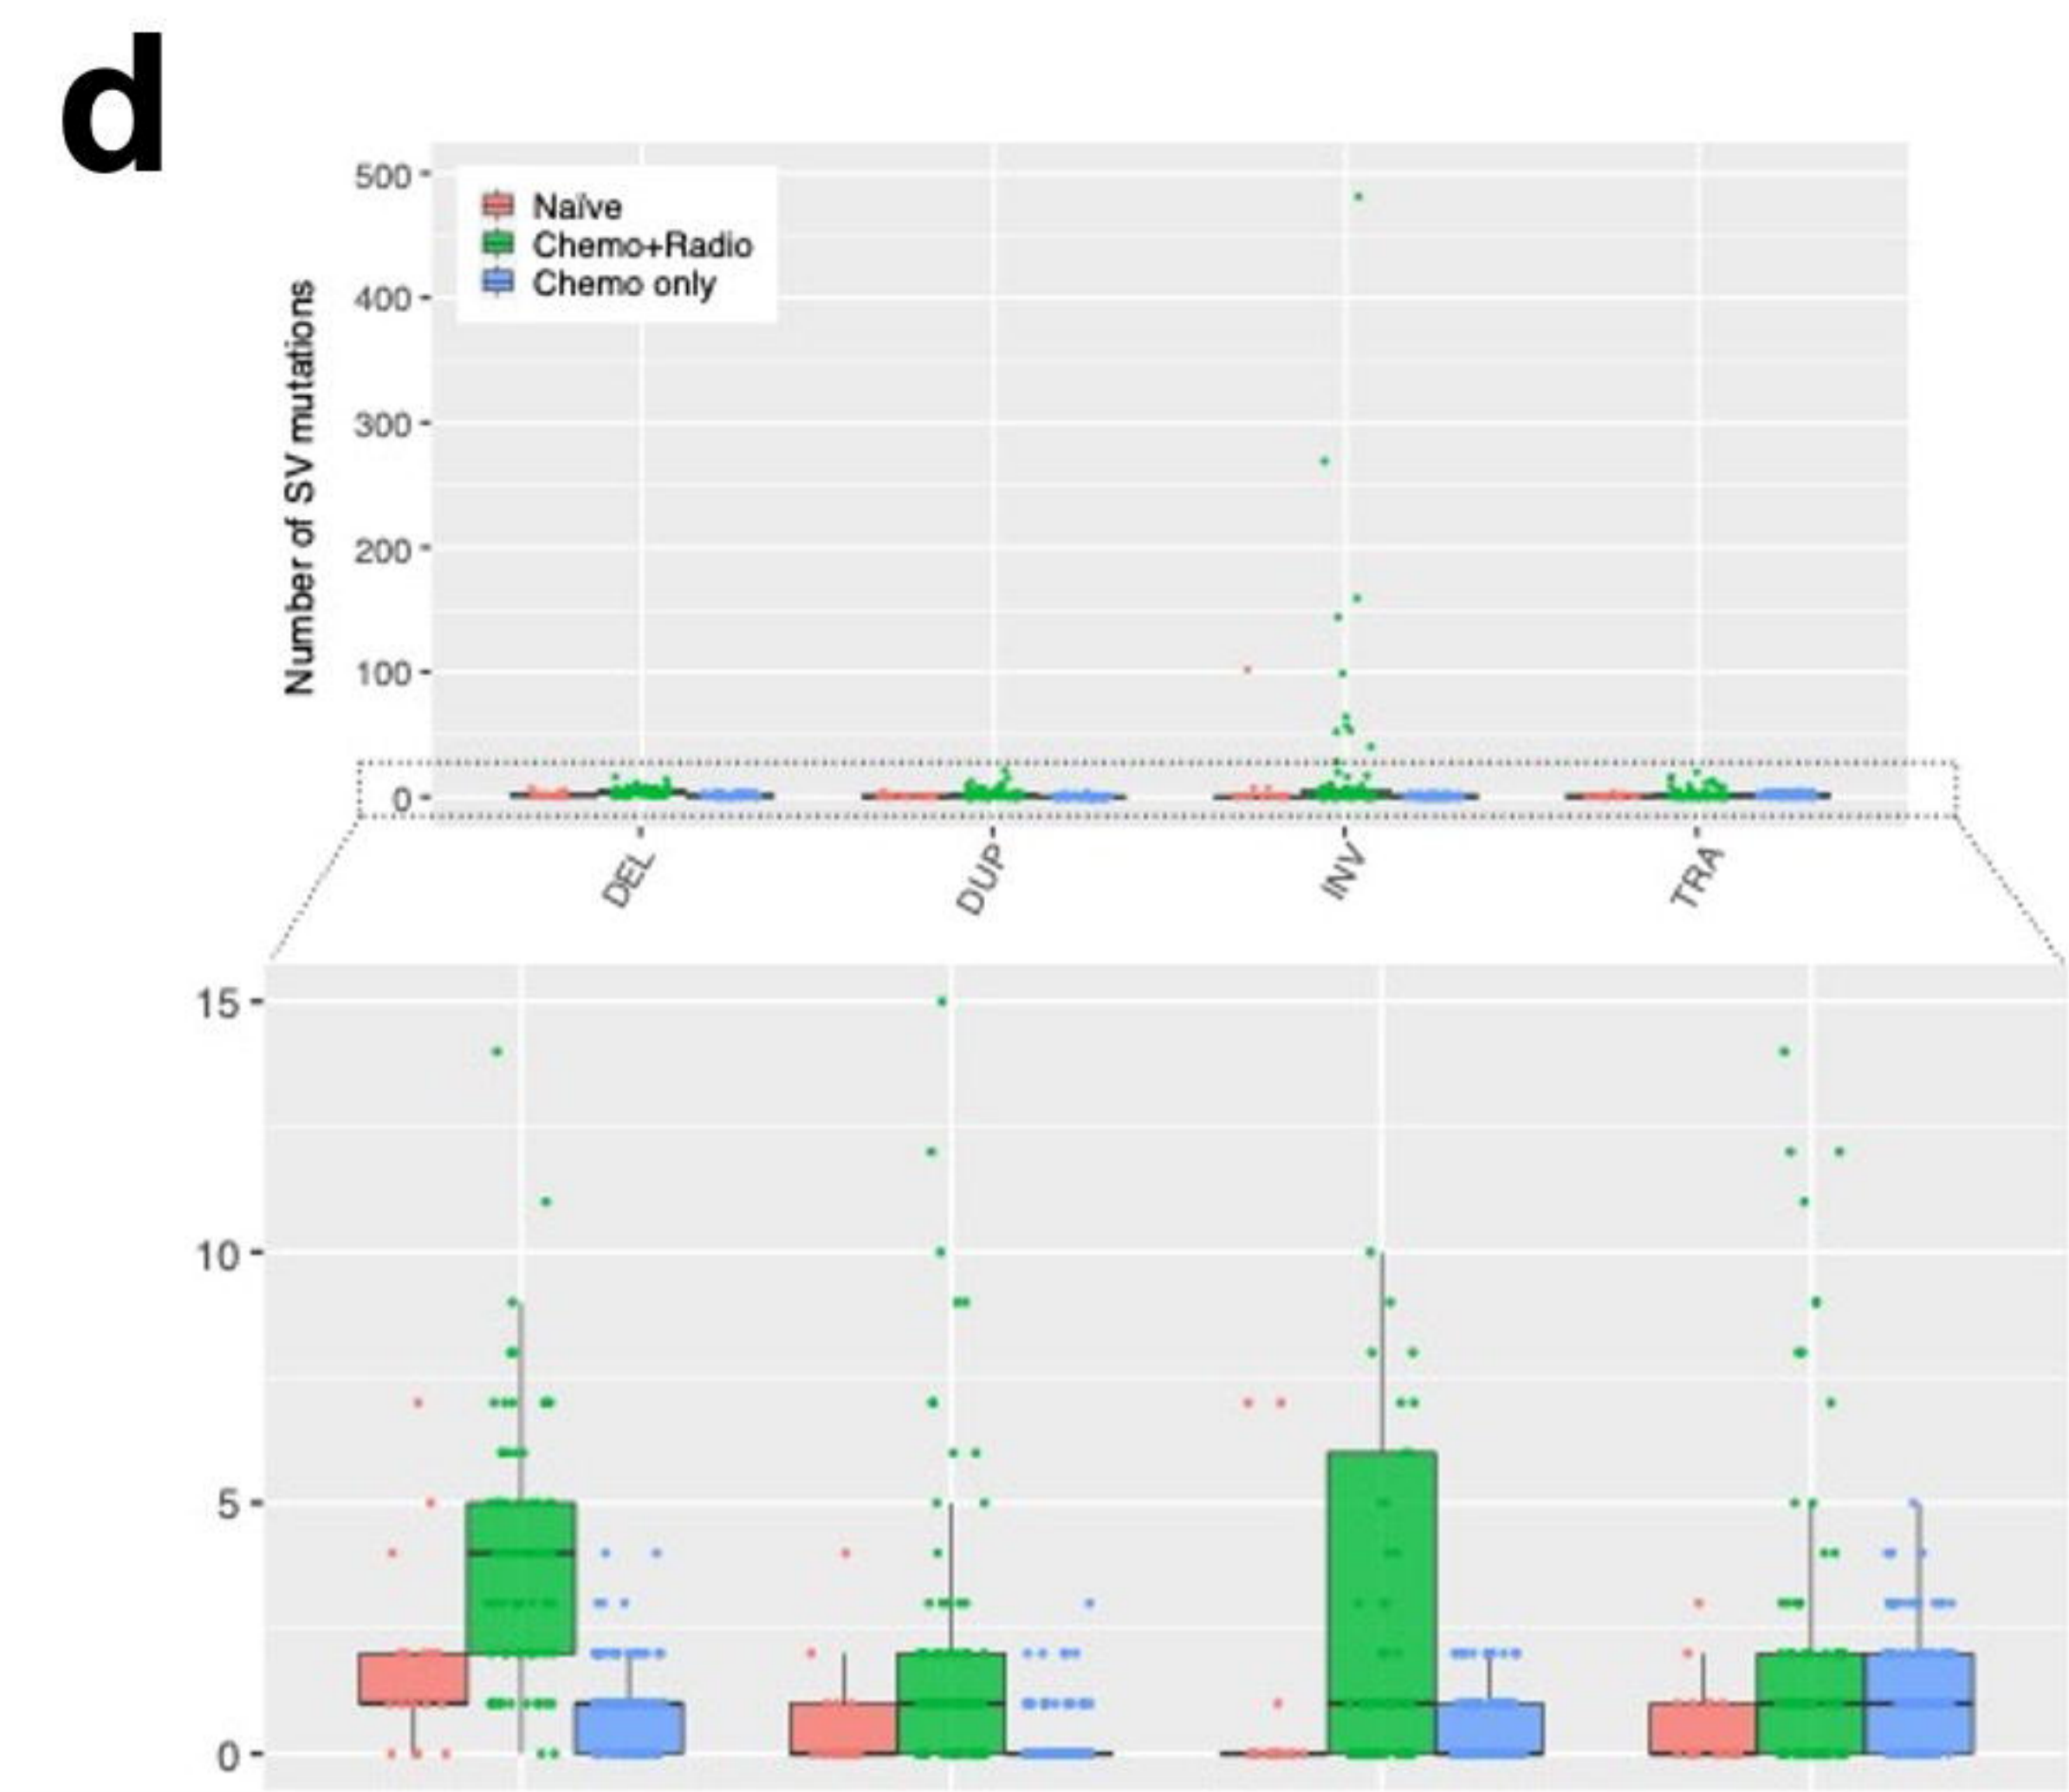 d
500
Naïve
Chemo+Radio
Chemo only
Number of SV mutations
400
300
200
100
0
DEL
DUP
INV
TRA
15
10
5
0